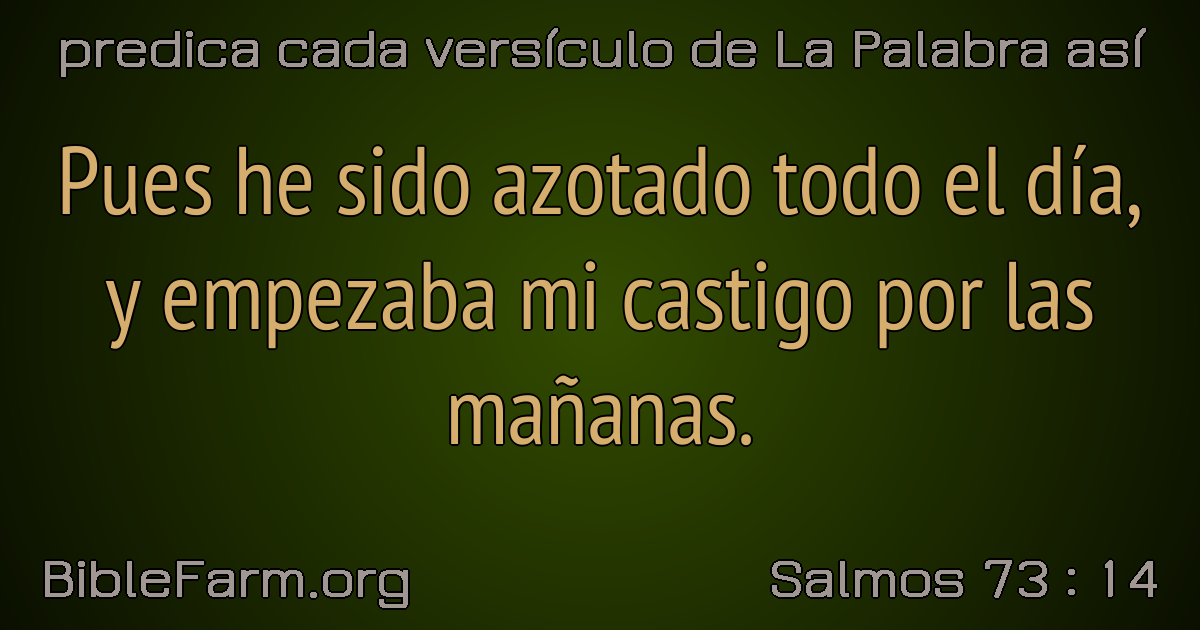 predica cada versículo de La Palabra así
Pues he sido azotado todo el día,
y empezaba mi castigo por las
mañanas.
BibleFarm.org
Salmos 73 : 14